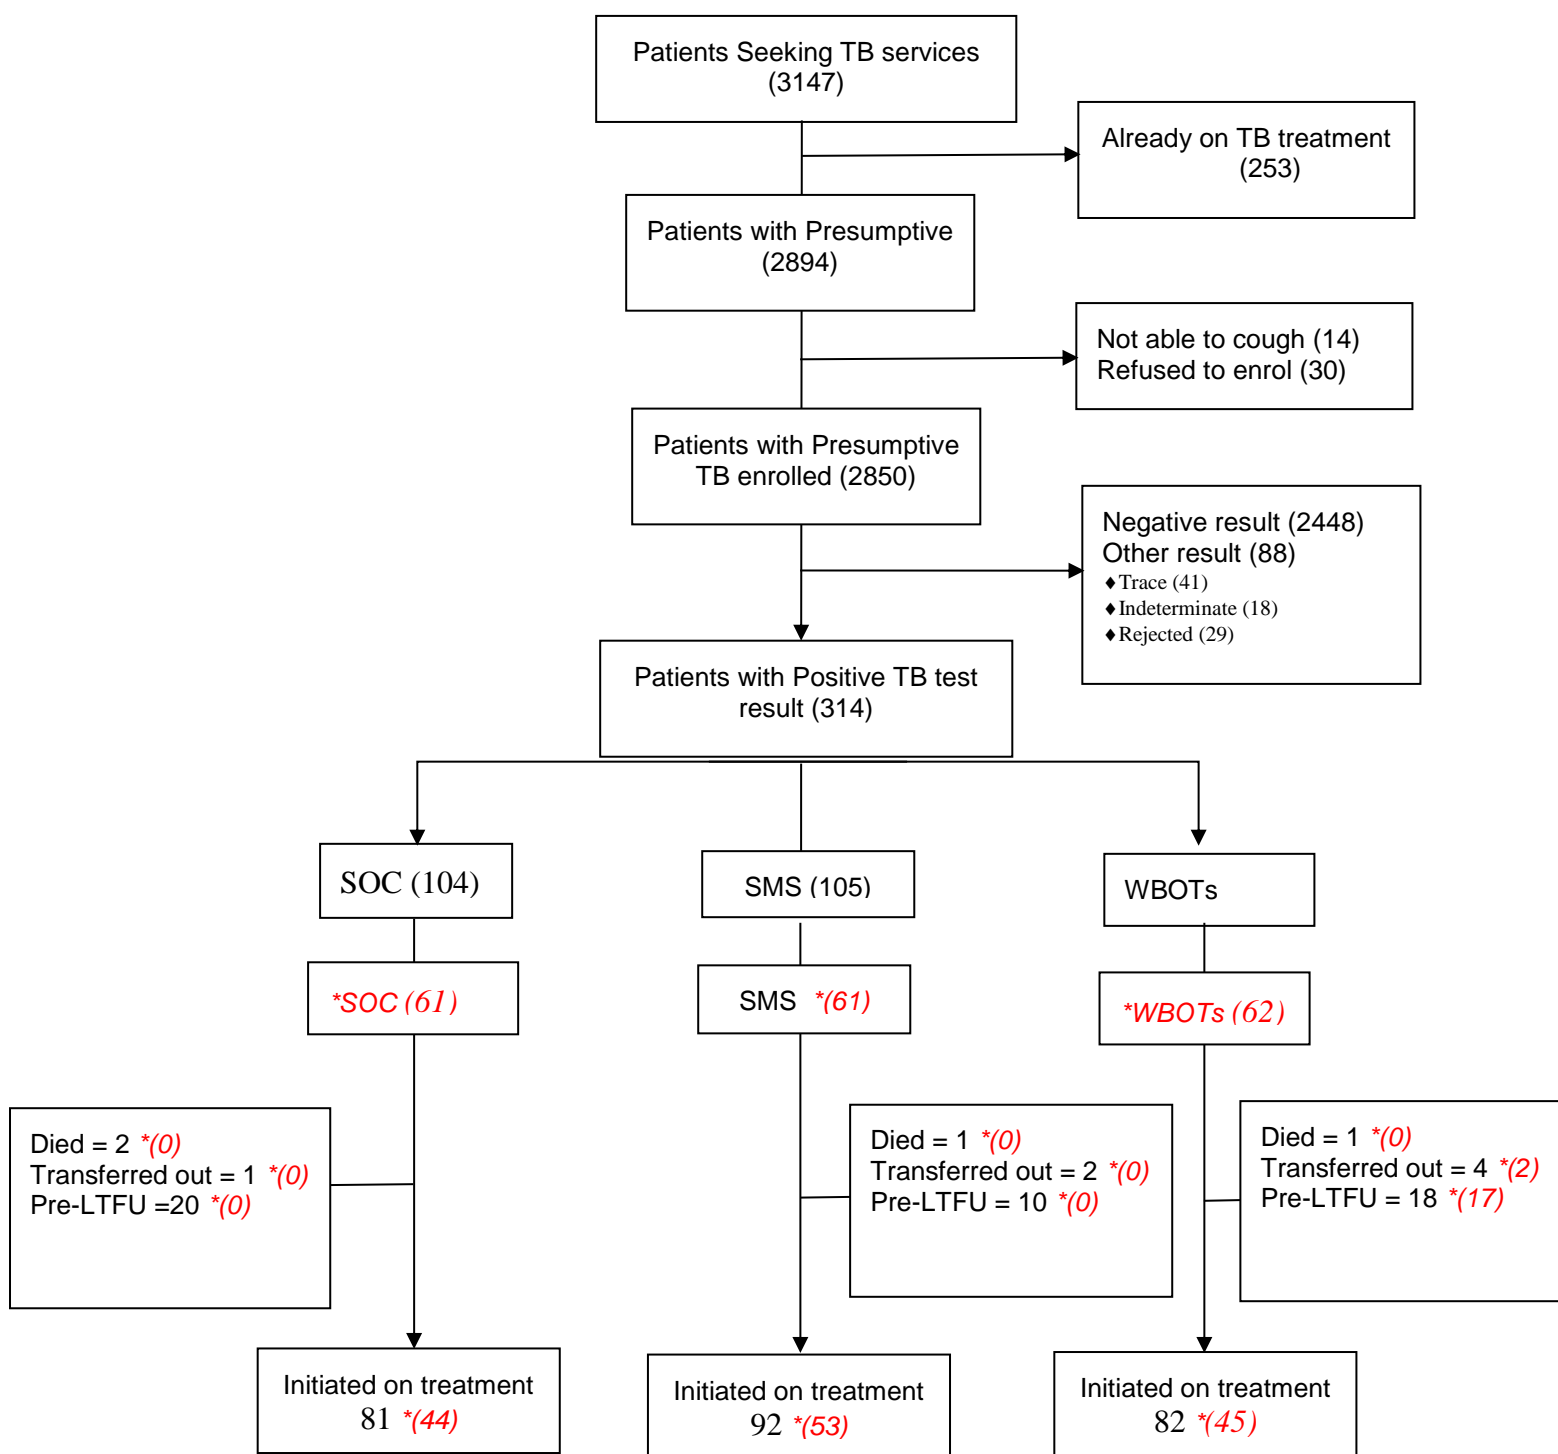 Patients Seeking TB services
(3147)
Already on TB treatment
(253)
Patients with Presumptive
(2894)
Not able to cough (14)
Refused to enrol (30)
Patients with Presumptive
TB enrolled (2850)
Negative result (2448)
Other result (88)
♦Trace (41)
♦Indeterminate (18)
♦Rejected (29)
Patients with Positive TB test
result (314)
SOC (104)
SMS (105)
WBOTs
*SOC (61)
SMS *(61)
*WBOTs (62)
Died = 2 *(0)
Transferred out = 1 *(0)
Pre-LTFU =20 *(0)
Died = 1 *(0)
Transferred out = 2 *(0)
Pre-LTFU = 10 *(0)
Died = 1 *(0)
Transferred out = 4 *(2)
Pre-LTFU = 18 *(17)
Initiated on treatment
81 *(44)
Initiated on treatment
92 *(53)
Initiated on treatment
82 *(45)